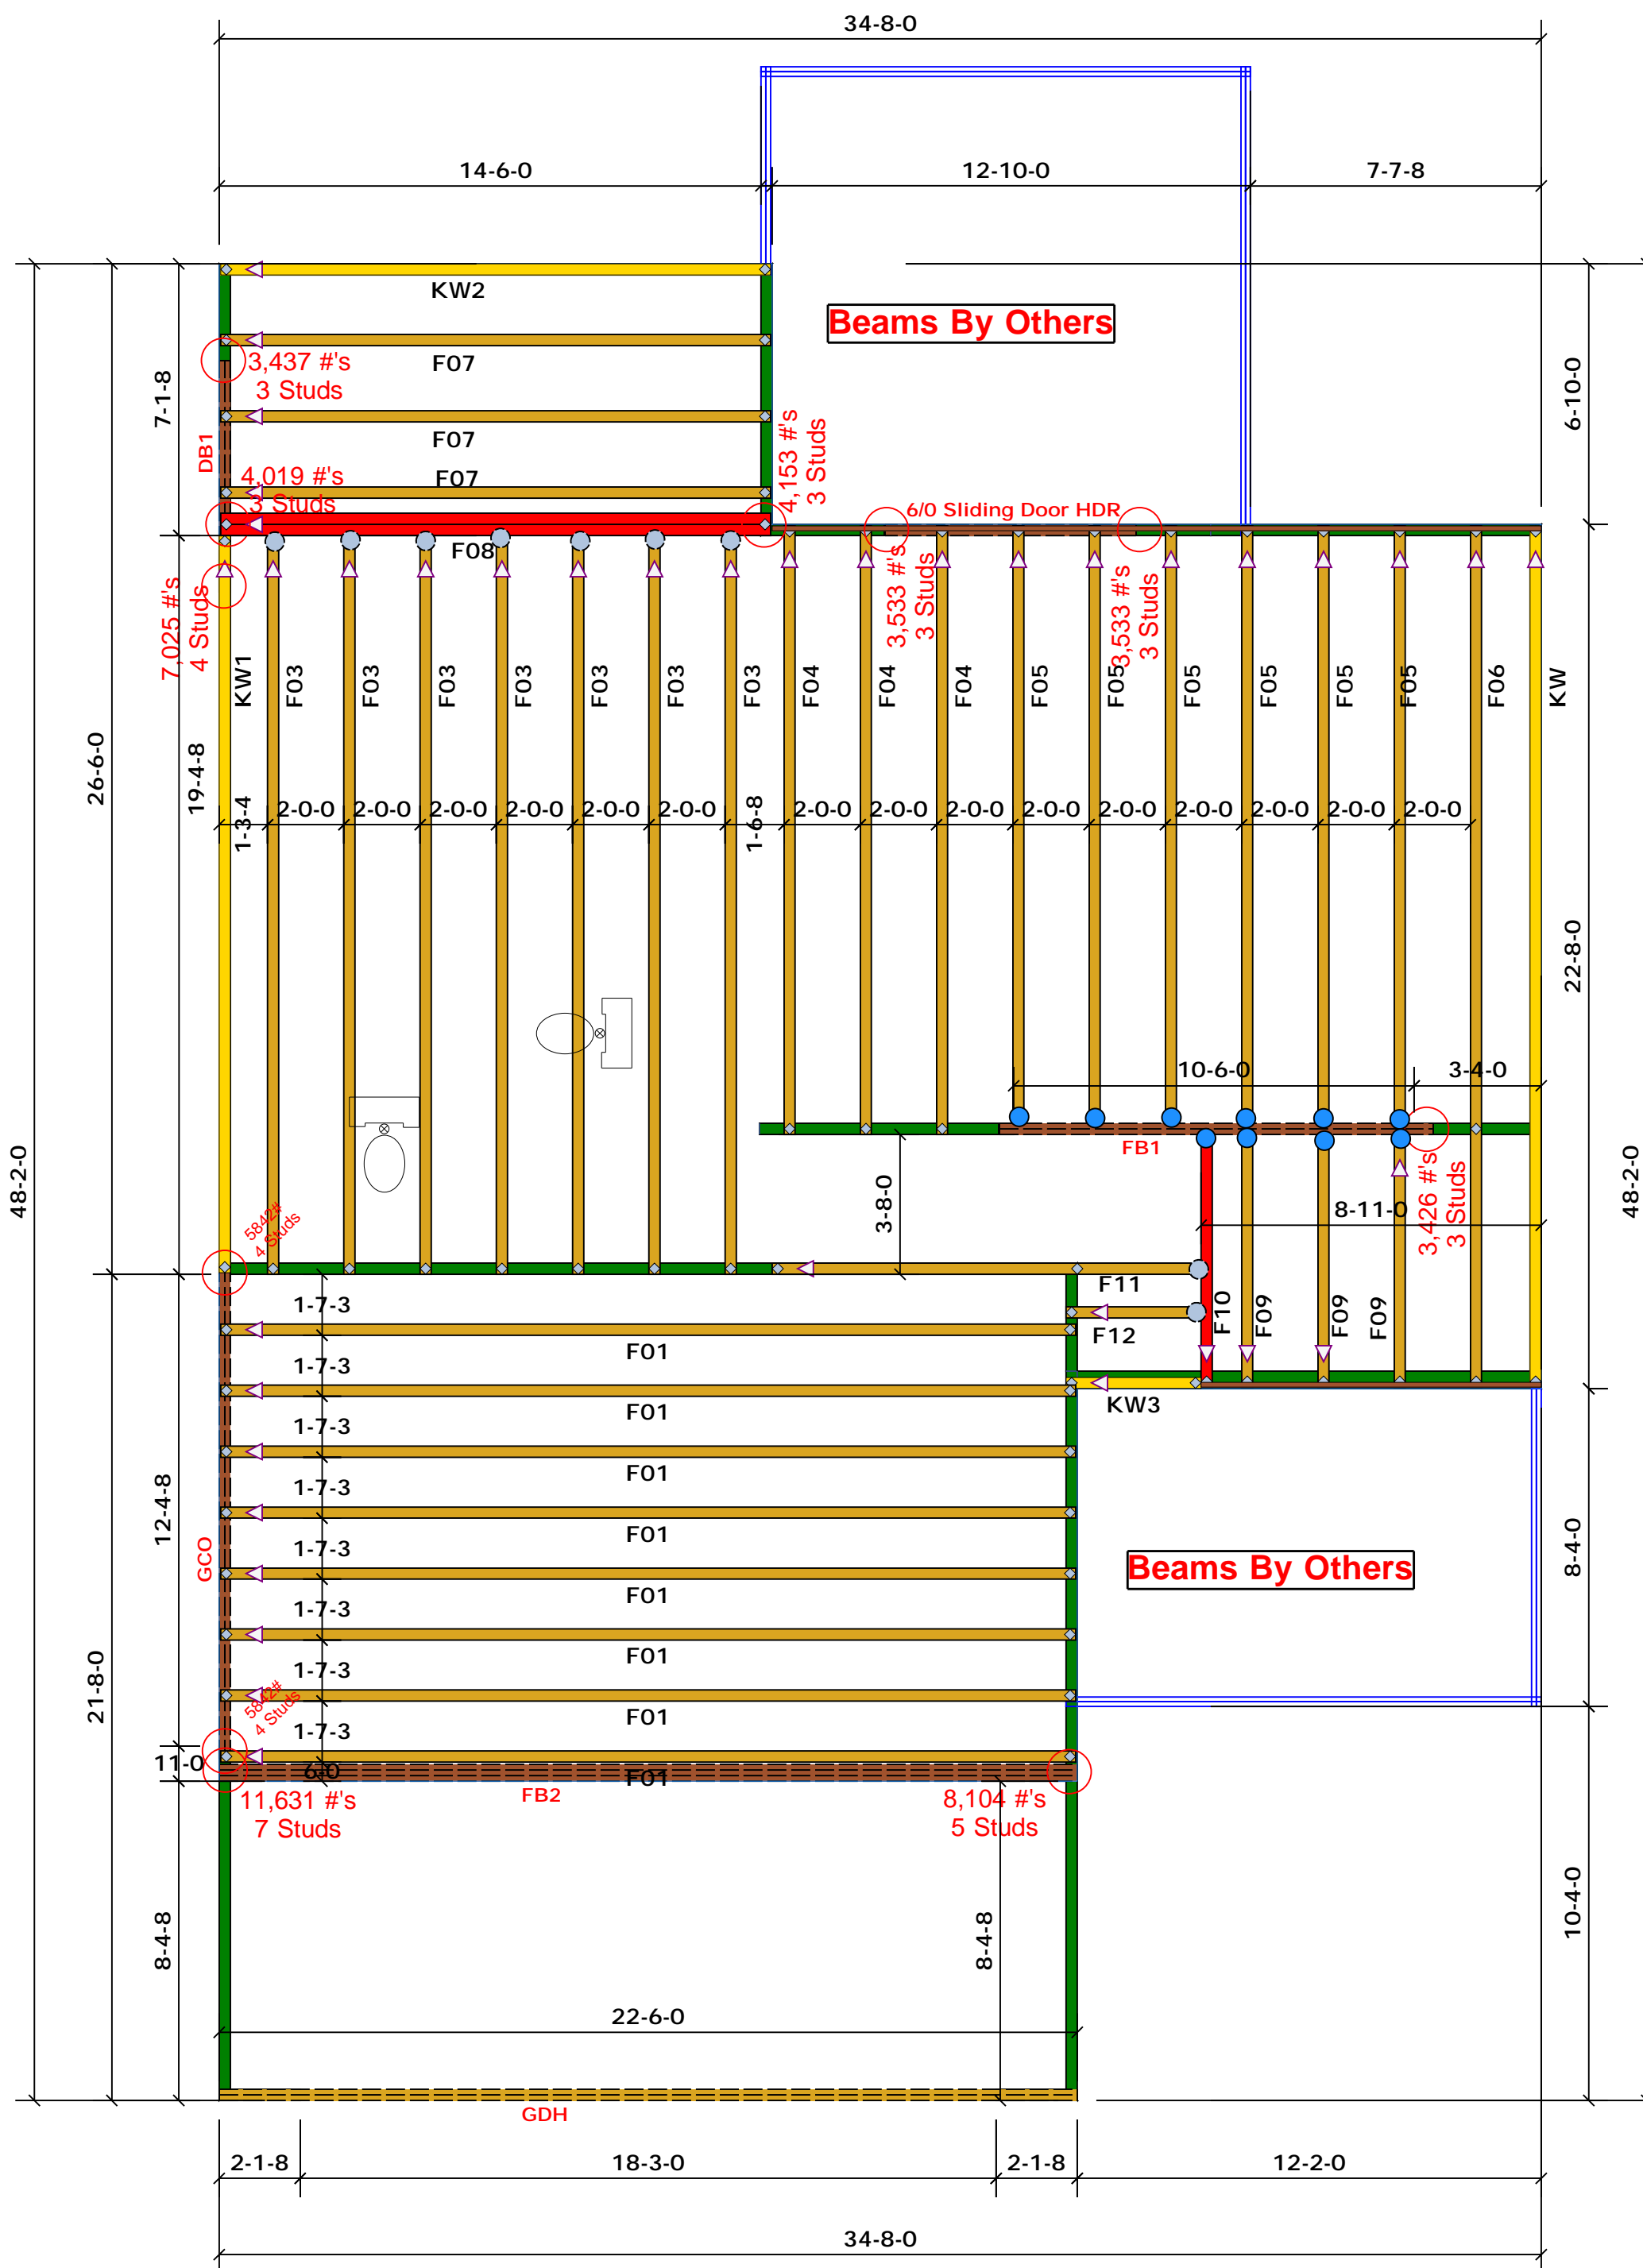 34-8-0
14-6-0
12-10-0
7-7-8
KW2
Beams By Others
F07
3,437 #'s
3 Studs
7-1-8
6-10-0
F07
DB1
F07
4,019 #'s
3 Studs
4,153 #'s
3 Studs
6/0 Sliding Door HDR
F08
7,025 #'s
4 Studs
3,533 #'s
3 Studs
3,533 #'s
3 Studs
KW1
F03
F03
F03
F03
F03
F03
F03
F04
F04
F04
F05
F05
F05
F05
F05
F05
F06
KW
26-6-0
19-4-8
1-3-4
2-0-0
2-0-0
2-0-0
2-0-0
2-0-0
2-0-0
1-6-8
2-0-0
2-0-0
2-0-0
2-0-0
2-0-0
2-0-0
2-0-0
2-0-0
2-0-0
22-8-0
10-6-0
3-4-0
FB1
48-2-0
48-2-0
3-8-0
8-11-0
3,426 #'s
3 Studs
5842#
4 Studs
F11
F12
F10
F09
F09
F09
KW3
1-7-3
F01
1-7-3
F01
1-7-3
F01
1-7-3
F01
1-7-3
F01
1-7-3
F01
1-7-3
F01
1-7-3
F01
12-4-8
GCO
Beams By Others
8-4-0
21-8-0
5842#
4 Studs
11-0
6-0
FB2
11,631 #'s
7 Studs
8,104 #'s
5 Studs
8-4-8
8-4-8
10-4-0
22-6-0
GDH
2-1-8
18-3-0
2-1-8
12-2-0
34-8-0